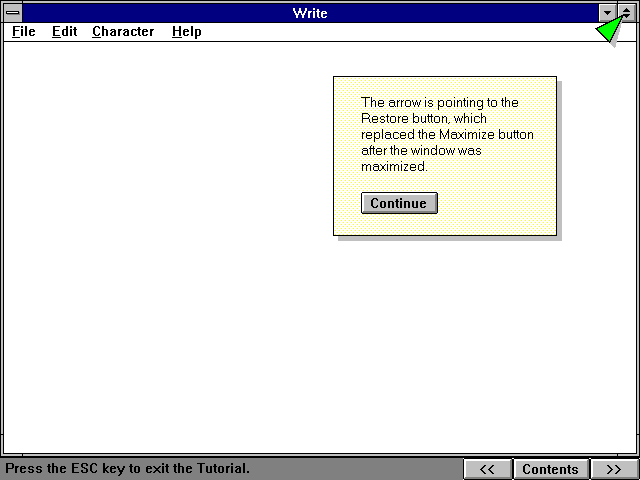 Write
File Edit Character Help
The arrow is pointing to the
Restore button, which
replaced the Maximize button
after the window was
maximized.
Continue
Press the ESC key to exit the Tutorial.
<< Contents >>